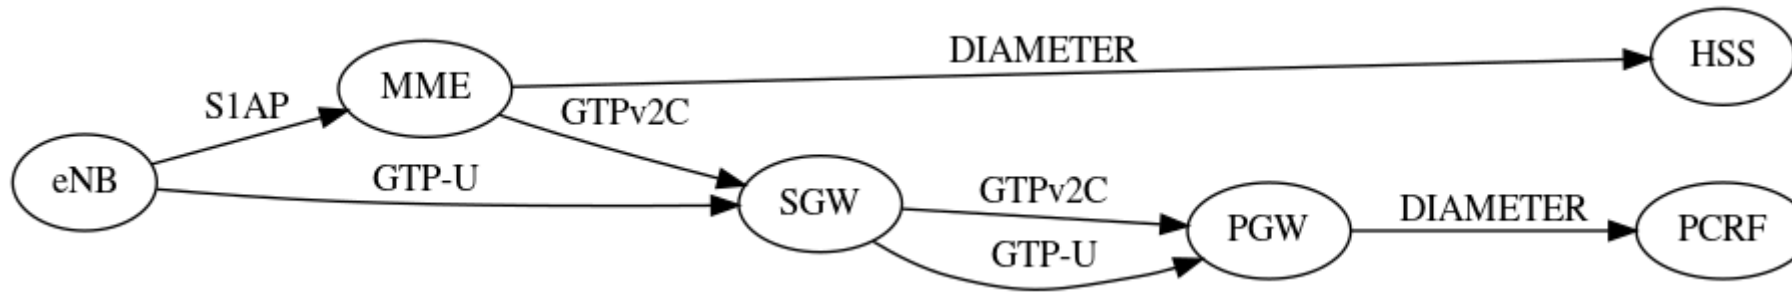 DIAMETER
HSS
MME
S1AP
GTPv2C
eNB
GTP-U
SGW
GTPv2C
PGW
DIAMETER
PCRF
GTP-U